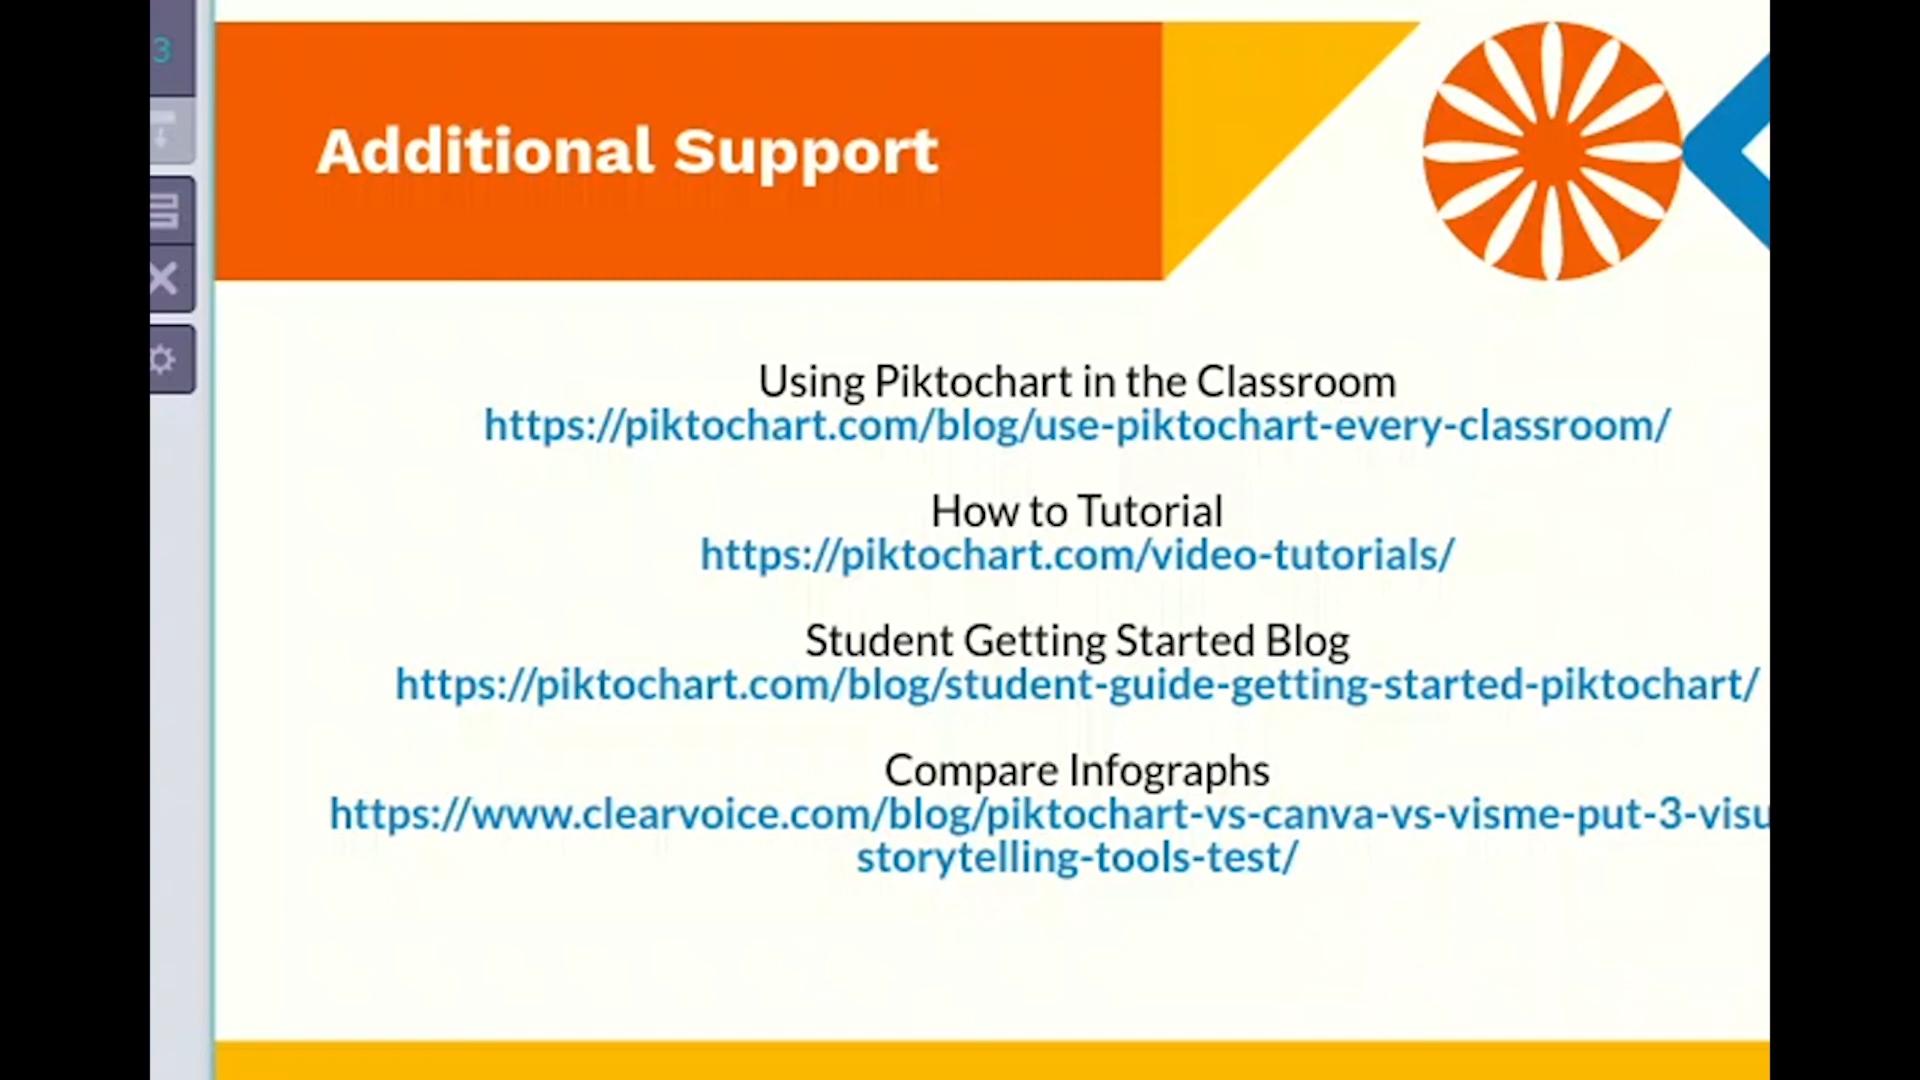 3
Additional Support
Using Piktochart in the Classroom
https://piktochart.com/blog/use-piktochart-every-classroom/
How to Tutorial
https://piktochart.com/video-tutorials/
Student Getting Started Blog
https://piktochart.com/blog/student-guide-getting-started-piktochart/
Compare Infographs
https://www.clearvoice.com/blog/piktochart-vs-canva-vs-visme-put-3-visu
storytelling-tools-test/